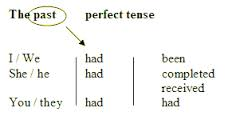 The past perfect tense
I / We had been
She / he had completed
received
You / they had had